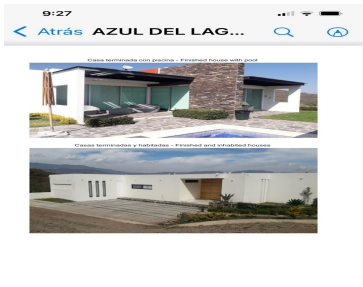 9:27
Atrás AZUL DEL LAG...
Casa terminada con piscina - Finished house with pool
Casas terminadas y habitadas - Finished and inhabited houses